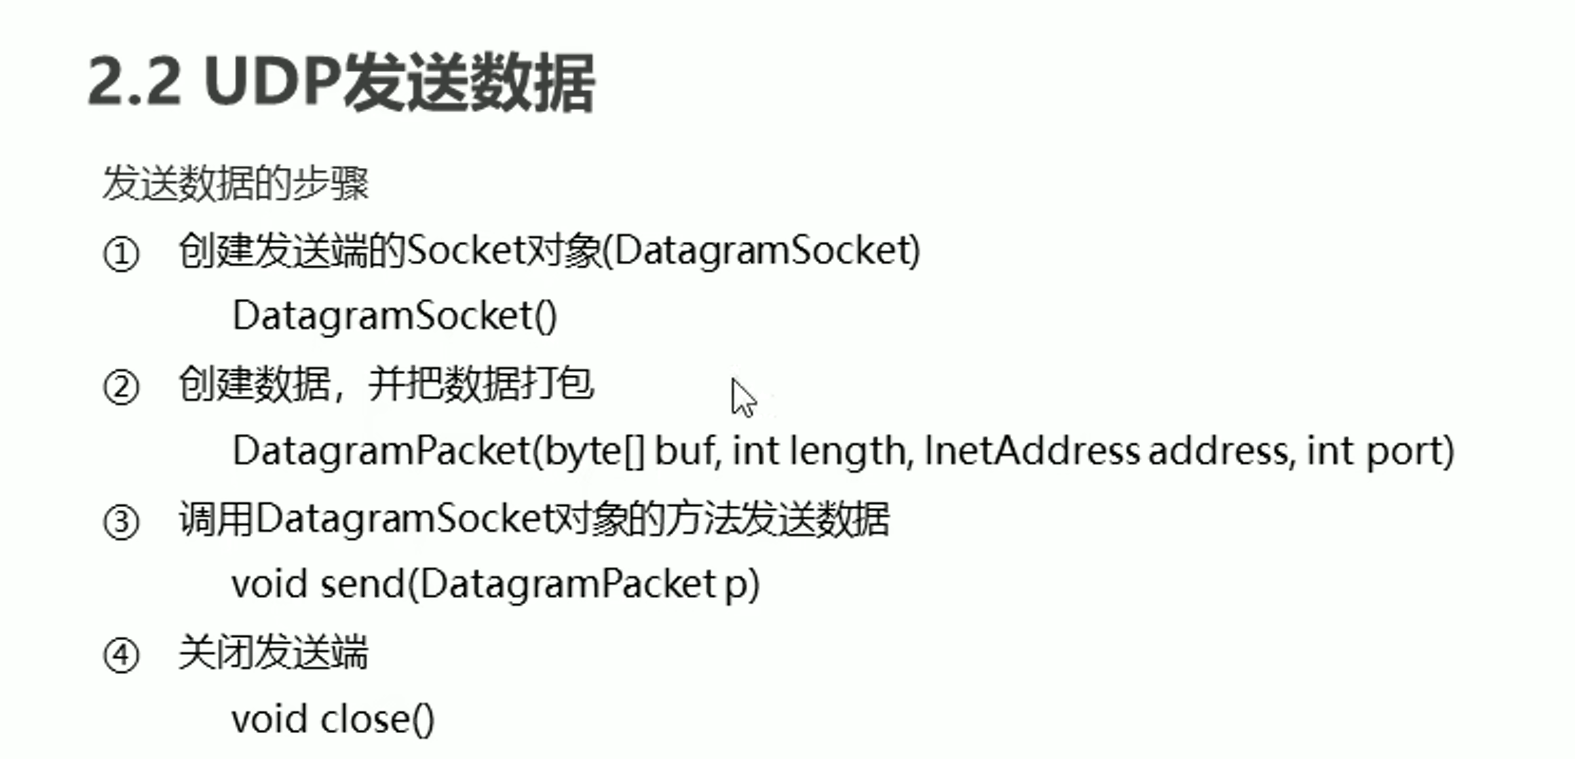 2.2 UDP发送数据
发送数据的步骤
① 创建发送端的Socket对象(DatagramSocket)
DatagramSocket()
② 创建数据，并把数据打包
DatagramPacket(byte[] buf, int length, InetAddress address, int port)
③ 调用DatagramSocket对象的方法发送数据
void send(DatagramPacket p)
④ 关闭发送端
void close()